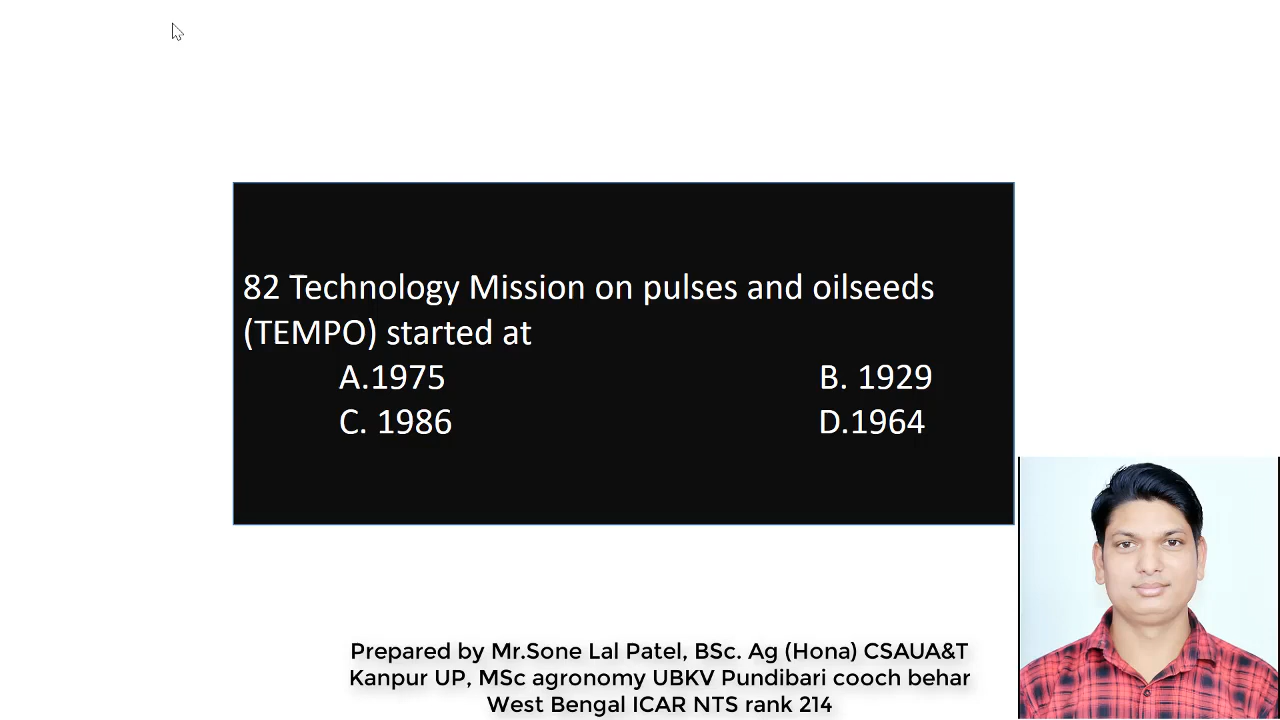 82 Technology Mission on pulses and oilseeds
(TEMPO) started at
A.1975 B. 1929
C. 1986 D.1964
Prepared by Mr.Sone Lal Patel, BSc. Ag (Hona) CSAUA&T
Kanpur UP, MSc agronomy UBKV Pundibari cooch behar
West Bengal ICAR NTS rank 214